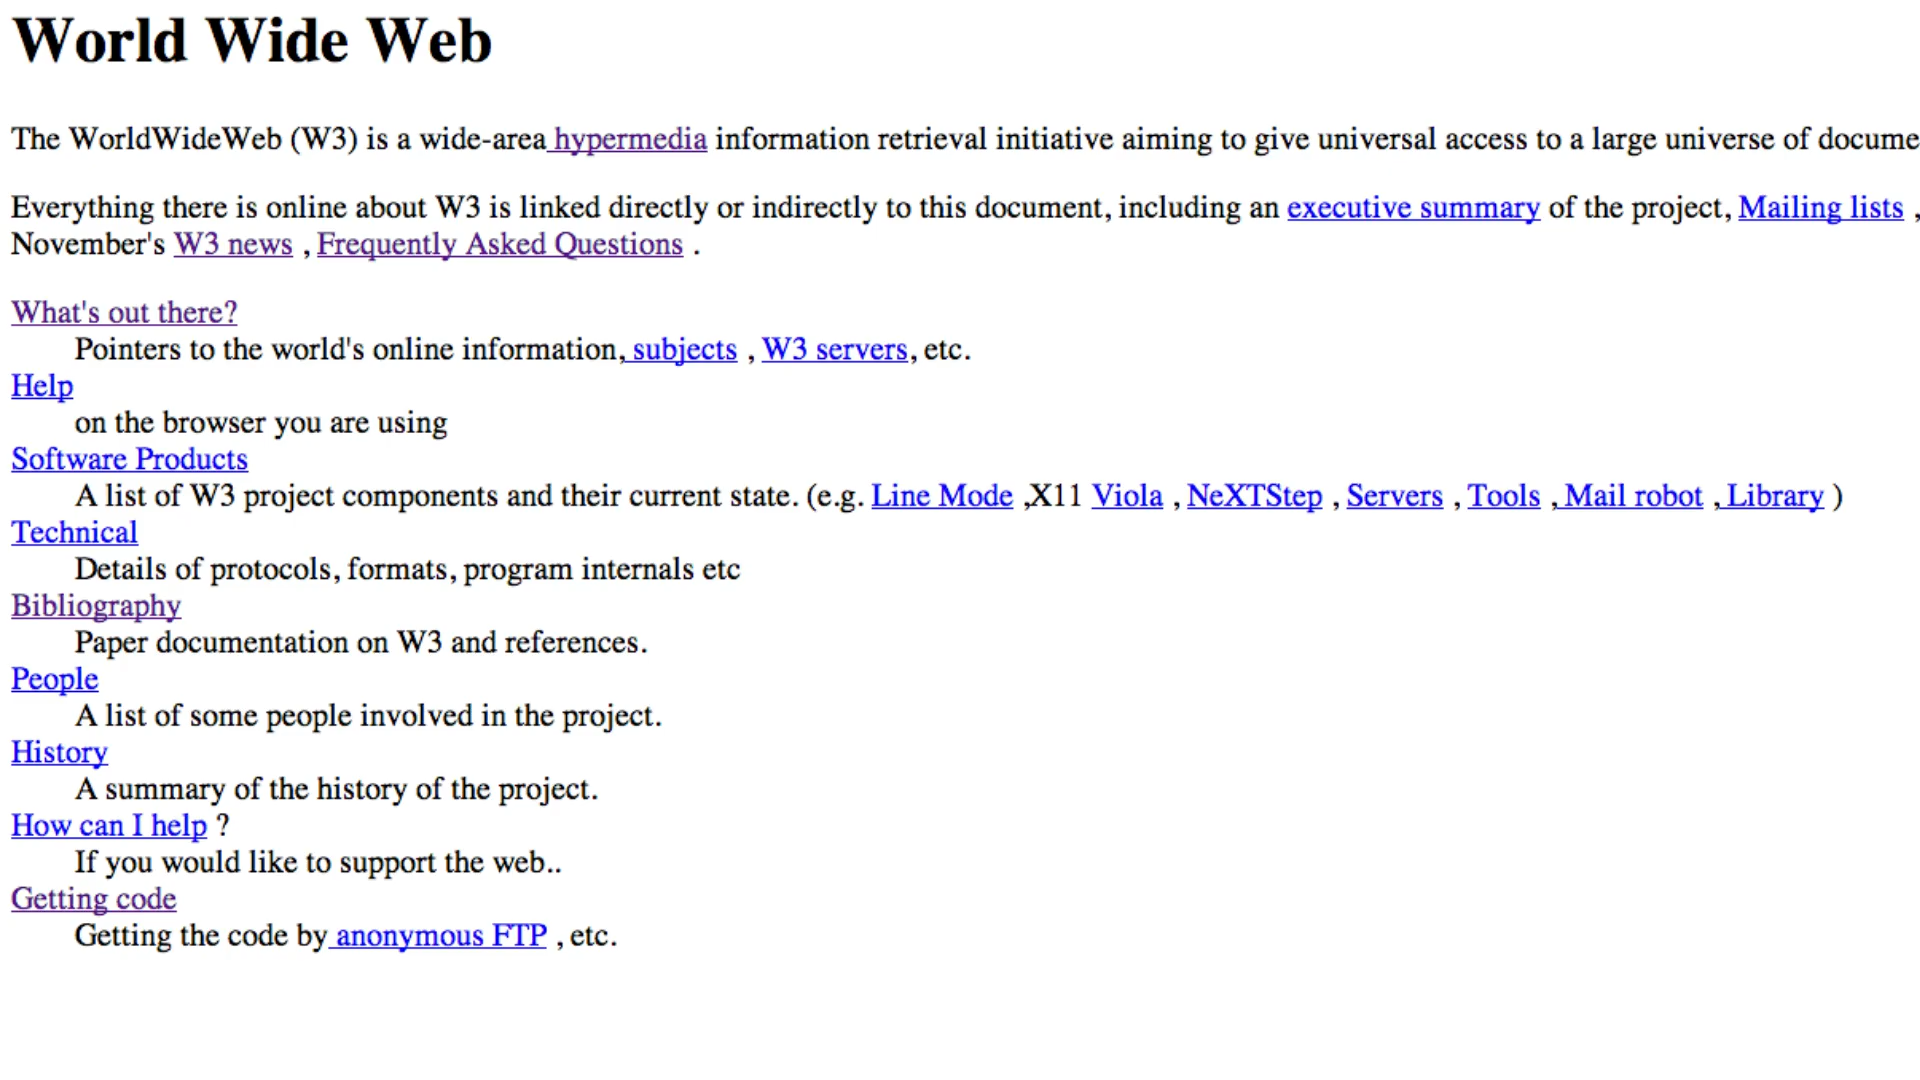 World Wide Web
The WorldWideWeb (W3) is a wide-area hypermedia information retrieval initiative aiming to give universal access to a large universe of docume
Everything there is online about W3 is linked directly or indirectly to this document, including an executive summary of the project, Mailing lists ,
November's W3 news , Frequently Asked Questions .
What's out there?
Pointers to the world's online information, subjects , W3 servers, etc.
Help
on the browser you are using
Software Products
A list of W3 project components and their current state. (e.g. Line Mode ,X11 Viola , NeXTStep , Servers , Tools , Mail robot , Library )
Technical
Details of protocols, formats, program internals etc
Bibliography
Paper documentation on W3 and references.
People
A list of some people involved in the project.
History
A summary of the history of the project.
How can I help ?
If you would like to support the web..
Getting code
Getting the code by anonymous FTP , etc.